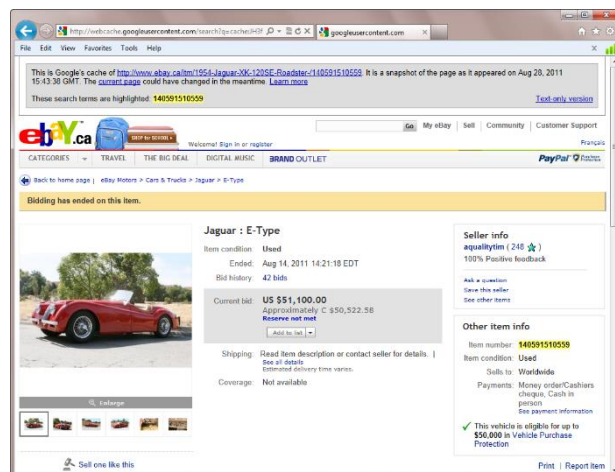 http://webcache.googleusercontent.com/search?q=cache:
googleusercontent.com
File Edit View Favorites Tools Help
This is Google's cache of http://www.ebay.ca/itm/1954-Jaguar-XK-120SE-Roadster-/140591510559. It is a snapshot of the page as it appeared on Aug 28, 2011
15:43:38 GMT. The current page could have changed in the meantime. Learn more
These search terms are highlighted: 140591510559
Text-only version
ebY.ca
SHOP for SCHOOL
Welcome! Sign in or register
Go
My eBay Sell Community Customer Support
Français
CATEGORIES TRAVEL THE BIG DEAL DIGITAL MUSIC BRAND OUTLET
PayPal
Back to home page | eBay Motors > Cars & Trucks > Jaguar > E-Type
Bidding has ended on this item.
Jaguar : E-Type
Item condition: Used
Ended: Aug 14, 2011 14:21:18 EDT
Bid history: 42 bids
Current bid: US $51,100.00
Approximately C $50,522.58
Reserve not met
Add to list
Shipping: Read item description or contact seller for details. |
See all details
Estimated delivery time varies.
Coverage: Not available
Enlarge
Sell one like this
Seller info
aqualitytim ( 248 )
100% Positive feedback
Ask a question
Save this seller
See other items
Other item info
Item number: 140591510559
Item condition: Used
Sells to: Worldwide
Payments: Money order/Cashiers
cheque, Cash in
person
See payment information
This vehicle is eligible for up to
$50,000 in Vehicle Purchase
Protection
Print | Report item